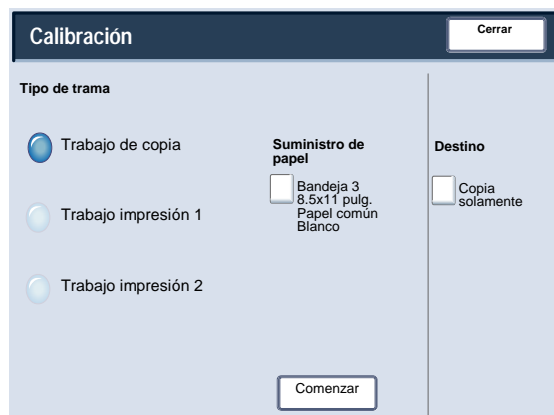 Calibración
Cerrar
Tipo de trama
Trabajo de copia
Trabajo impresión 1
Trabajo impresión 2
Suministro de
papel
Bandeja 3
8.5x11 pulg.
Papel común
Blanco
Destino
Copia
solamente
Comenzar